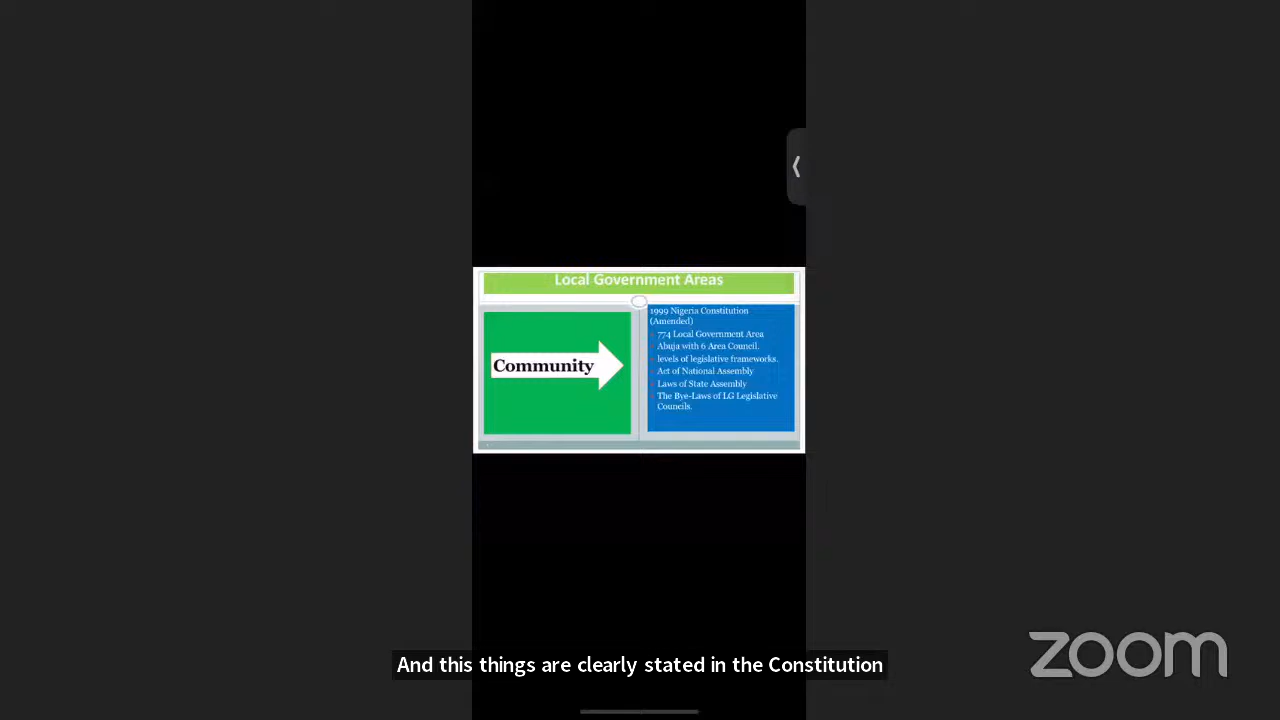 Local Government Areas
Community
1999 Nigeria Constitution
(Amended)
774 Local Government Area
Abuja with 6 Area Council.
levels of legislative frameworks.
Act of National Assembly
Laws of State Assembly
The Bye-Laws of LG Legislative
Councils.
And this things are clearly stated in the Constitution
zoom